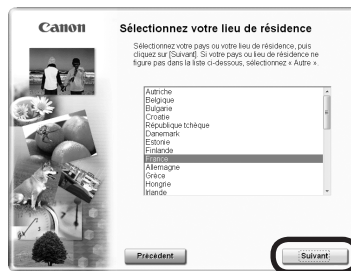 Canon
Sélectionnez votre lieu de résidence
Sélectionnez votre pays ou votre lieu de résidence, puis
cliquez sur [Suivant]. Si votre pays ou lieu de résidence ne
figure pas dans la liste ci-dessous, sélectionnez « Autre ».
Autriche
Belgique
Bulgarie
Croatie
République tchèque
Danemark
Estonie
Finlande
France
Allemagne
Grèce
Hongrie
Irlande
Précédent
Suivant